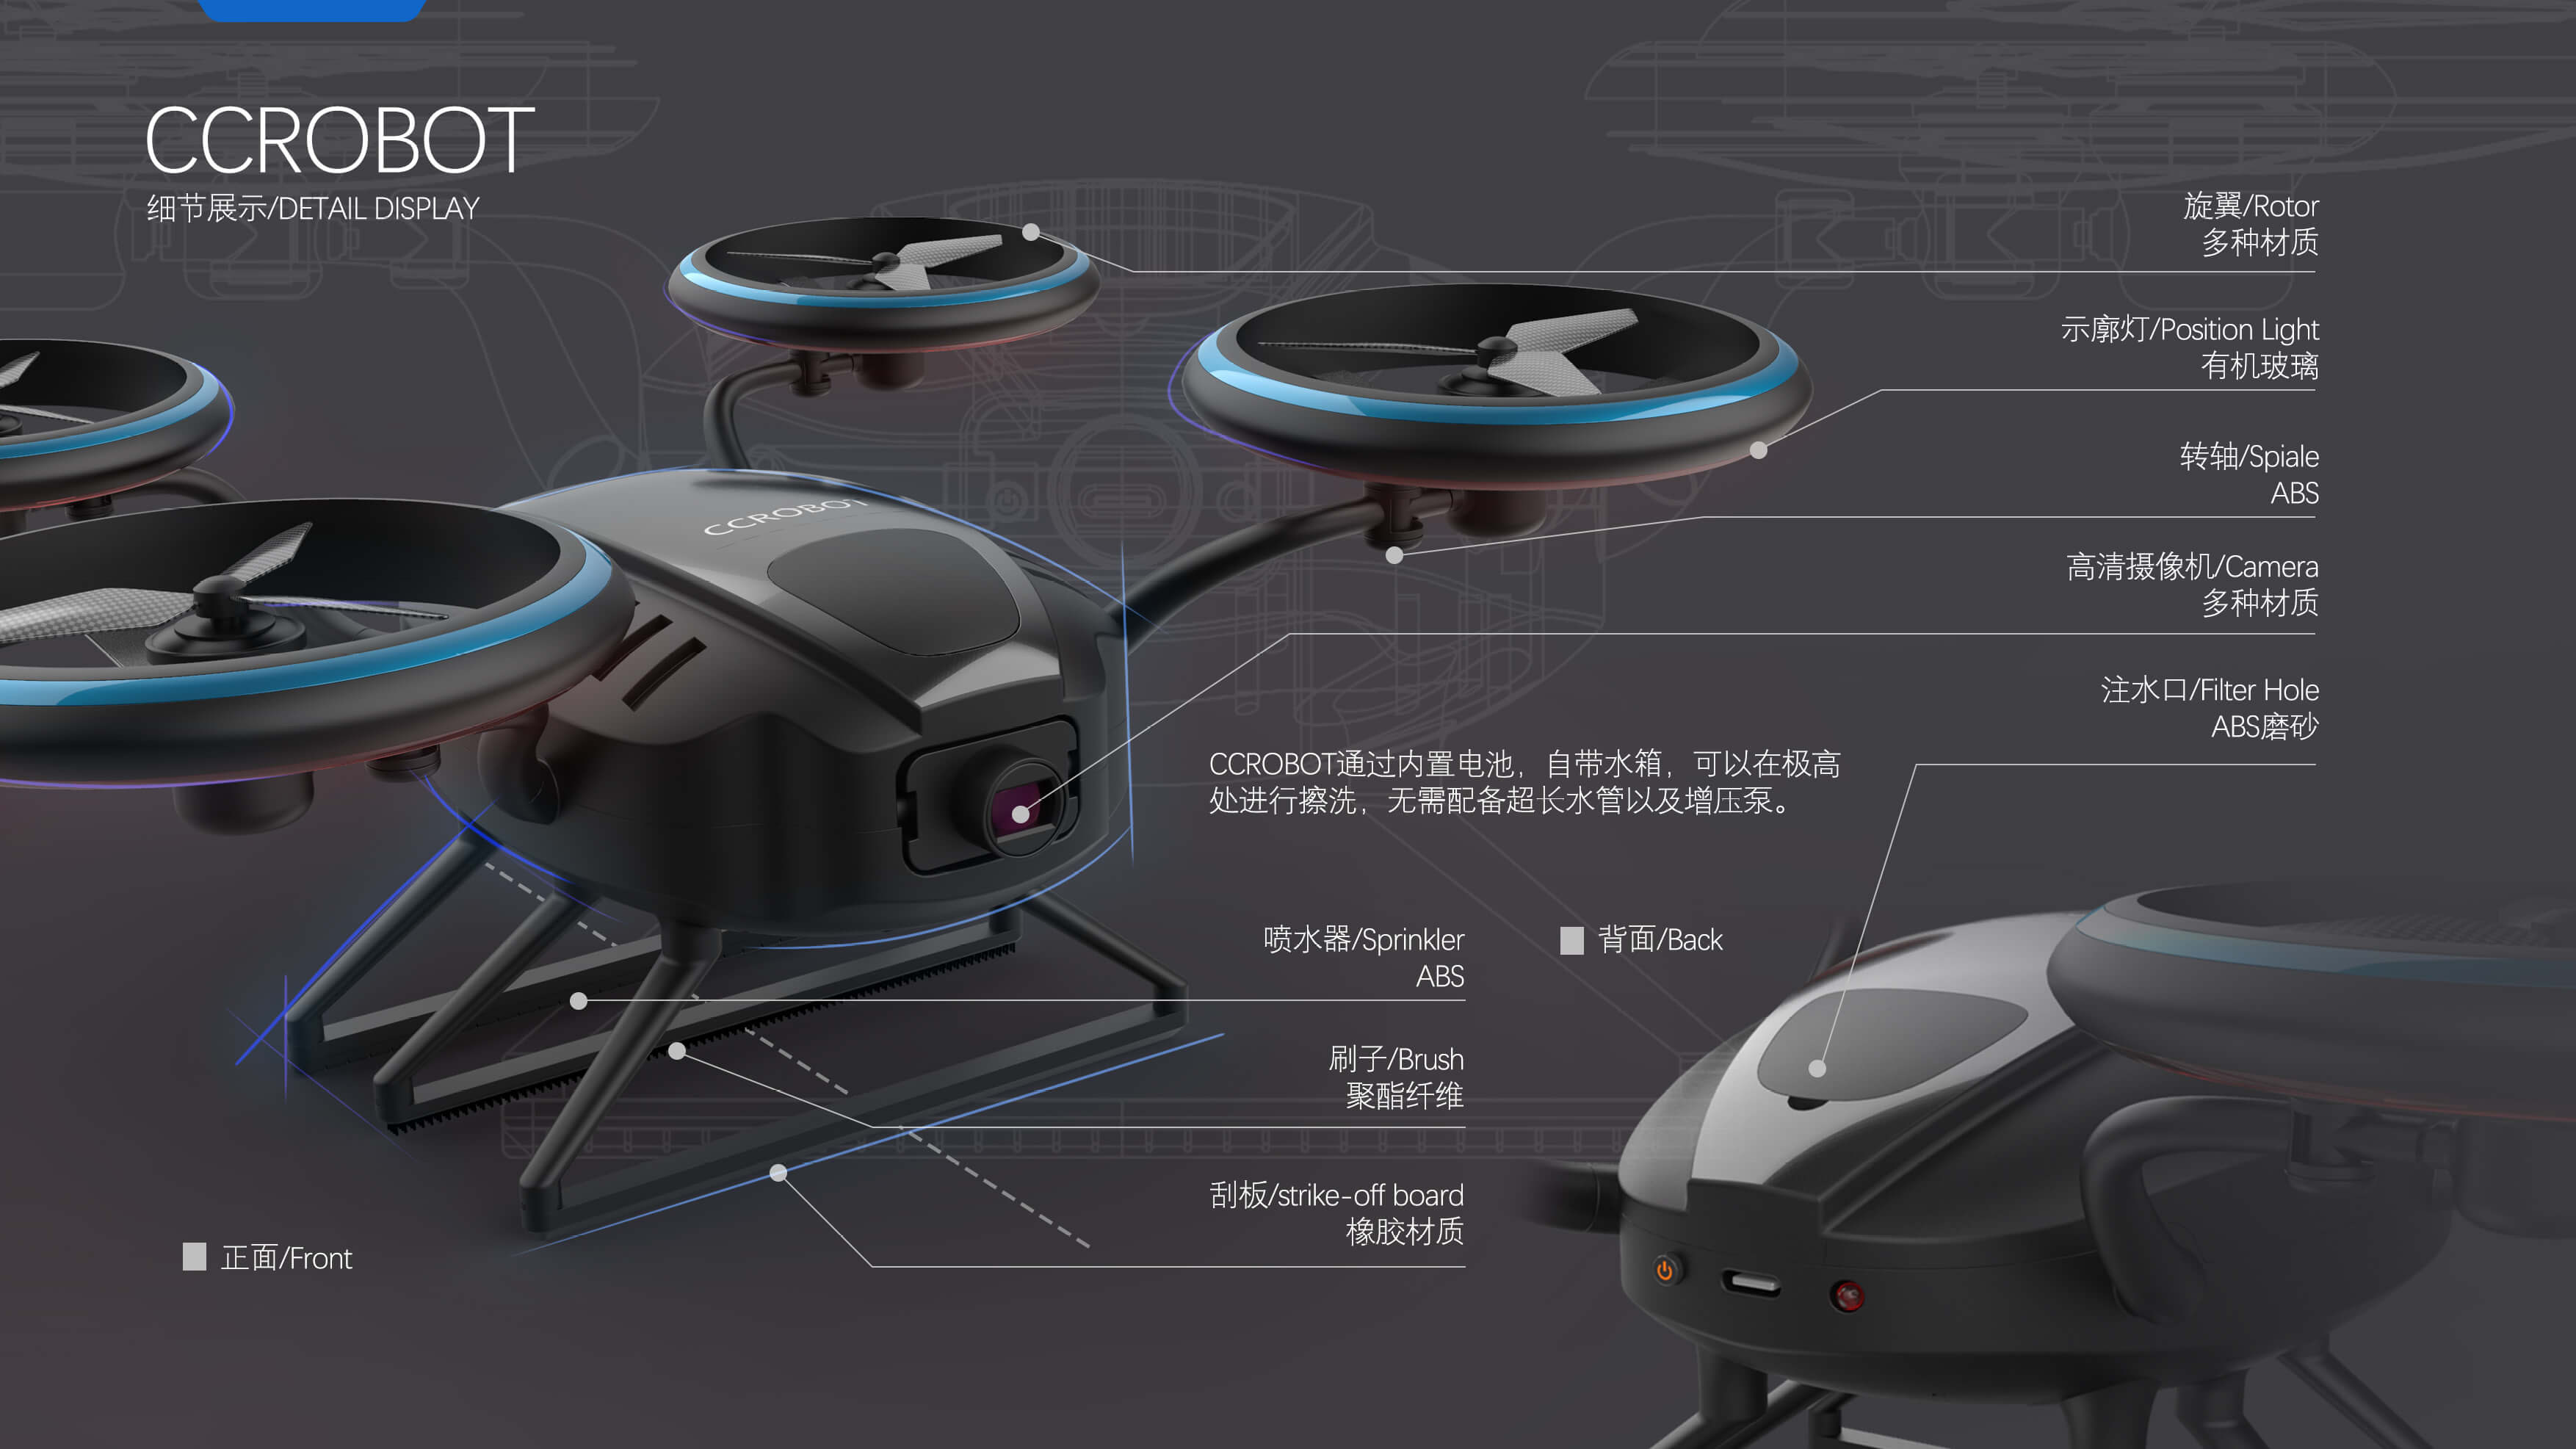 CCROBOT
细节展示/DETAIL DISPLAY
旋翼/Rotor
多种材质
示廓灯/Position Light
有机玻璃
转轴/Spiale
ABS
高清摄像机/Camera
多种材质
注水口/Filter Hole
ABS磨砂
CCROBOT
CCROBOT通过内置电池，自带水箱，可以在极高
处进行擦洗，无需配备超长水管以及增压泵。
喷水器/Sprinkler
ABS
背面/Back
刷子/Brush
聚酯纤维
刮板/strike-off board
橡胶材质
正面/Front